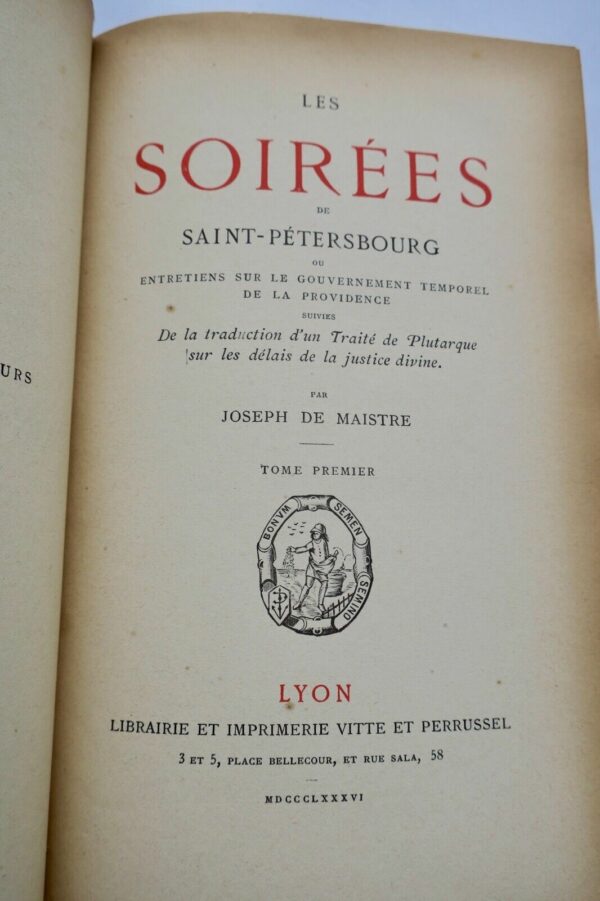 URS
LES
SOIRÉES
DE
SAINT-PÉTERSBOURG
OU
ENTRETIENS SUR LE GOUVERNEMENT TEMPOREL
DE LA PROVIDENCE
SUIVIES
De la traduction d'un Traité de Plutarque
sur les délais de la justice divine.
PAR
JOSEPH DE MAISTRE
TOME PREMIER
BONVM SEMEN SEMINO
LYON
LIBRAIRIE ET IMPRIMERIE VITTE ET PERRUSSEL
3 ET 5, PLACE BELLECOUR, ET RUE SALA, 58
MDCCCLXXXVI